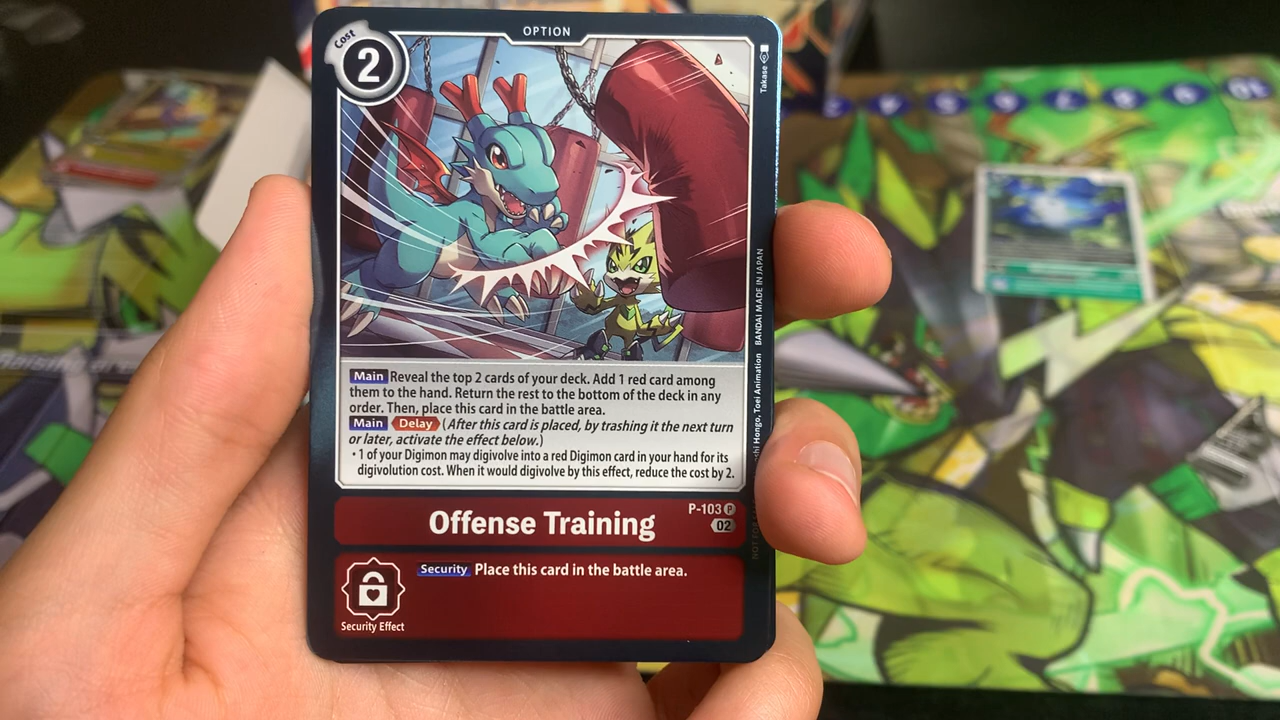 OPTION
Cost
2
Takase
Main Reveal the top 2 cards of your deck. Add 1 red card among
them to the hand. Return the rest to the bottom of the deck in any
order. Then, place this card in the battle area.
Main Delay (After this card is placed, by trashing it the next turn
or later, activate the effect below.)
・1 of your Digimon may digivolve into a red Digimon card in your hand for its
digivolution cost. When it would digivolve by this effect, reduce the cost by 2.
Hongo, Toei Animation BANDAI MADE IN JAPAN
P-103 P
02
Offense Training
Security Place this card in the battle area.
Security Effect
10